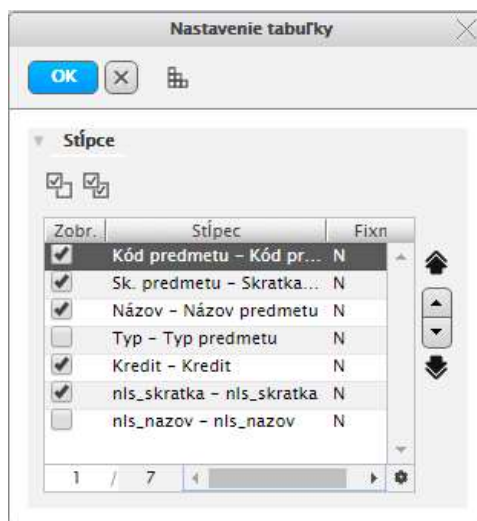 Nastavenie tabuľky
OK
Stĺpce
Zobr. Stĺpec Fixn
Kód predmetu – Kód pr... N
Sk. predmetu – Skratka... N
Názov – Názov predmetu N
Typ – Typ predmetu N
Kredit – Kredit N
nls_skratka – nls_skratka N
nls_nazov – nls_nazov N
1 / 7